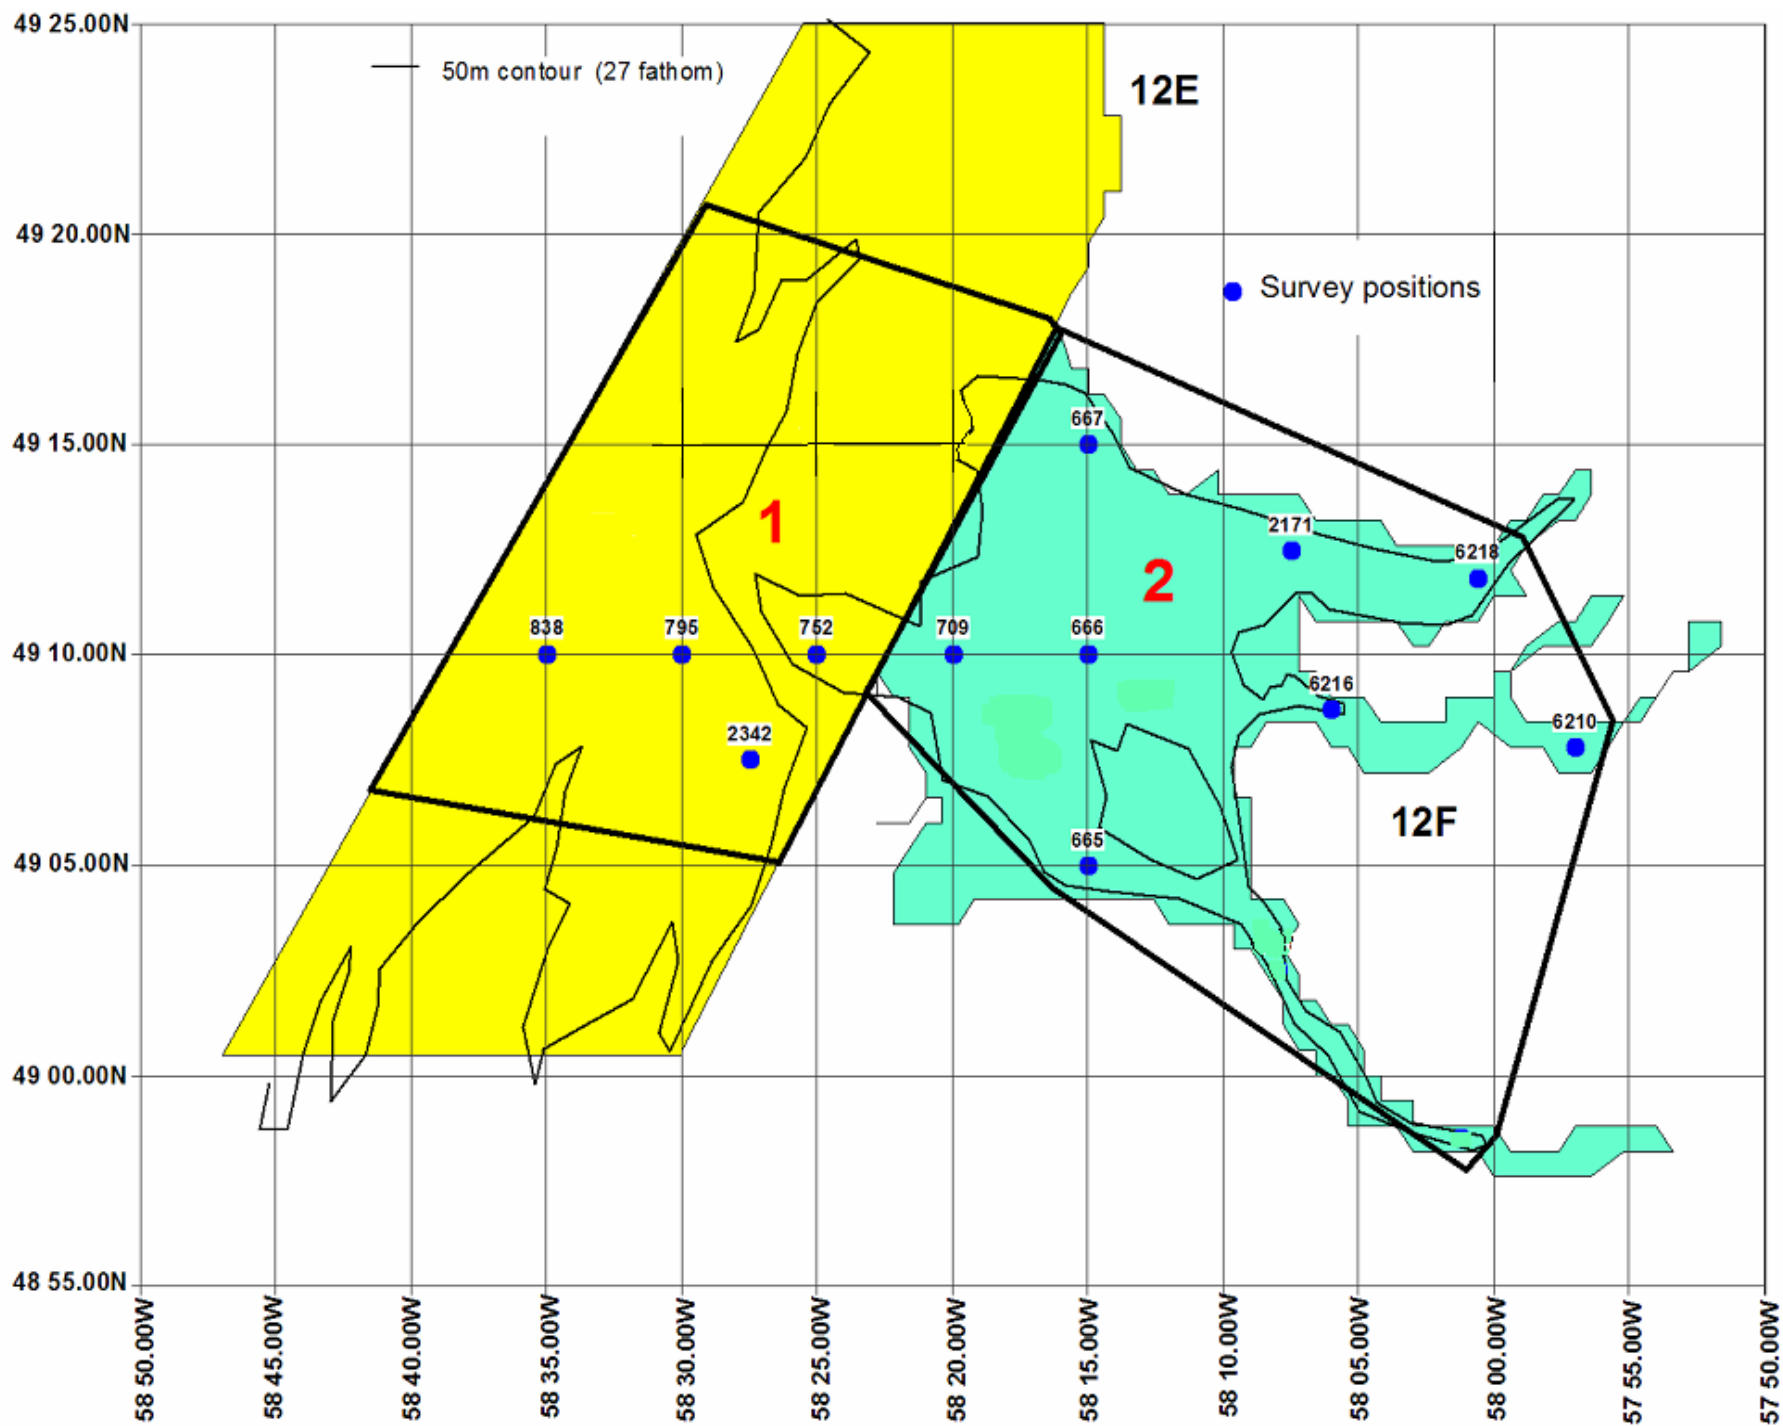 49 25.00N
50m contour (27 fathom)
12E
49 20.00N
Survey positions
49 15.00N
667
1
2171
2
6218
49 10.00N
838
795
752
709
666
6216
2342
6210
12F
49 05.00N
665
49 00.00N
48 55.00N
58 50.00W
58 45.00W
58 40.00W
58 35.00W
58 30.00W
58 25.00W
58 20.00W
58 15.00W
58 10.00W
58 05.00W
58 00.00W
57 55.00W
57 50.00W